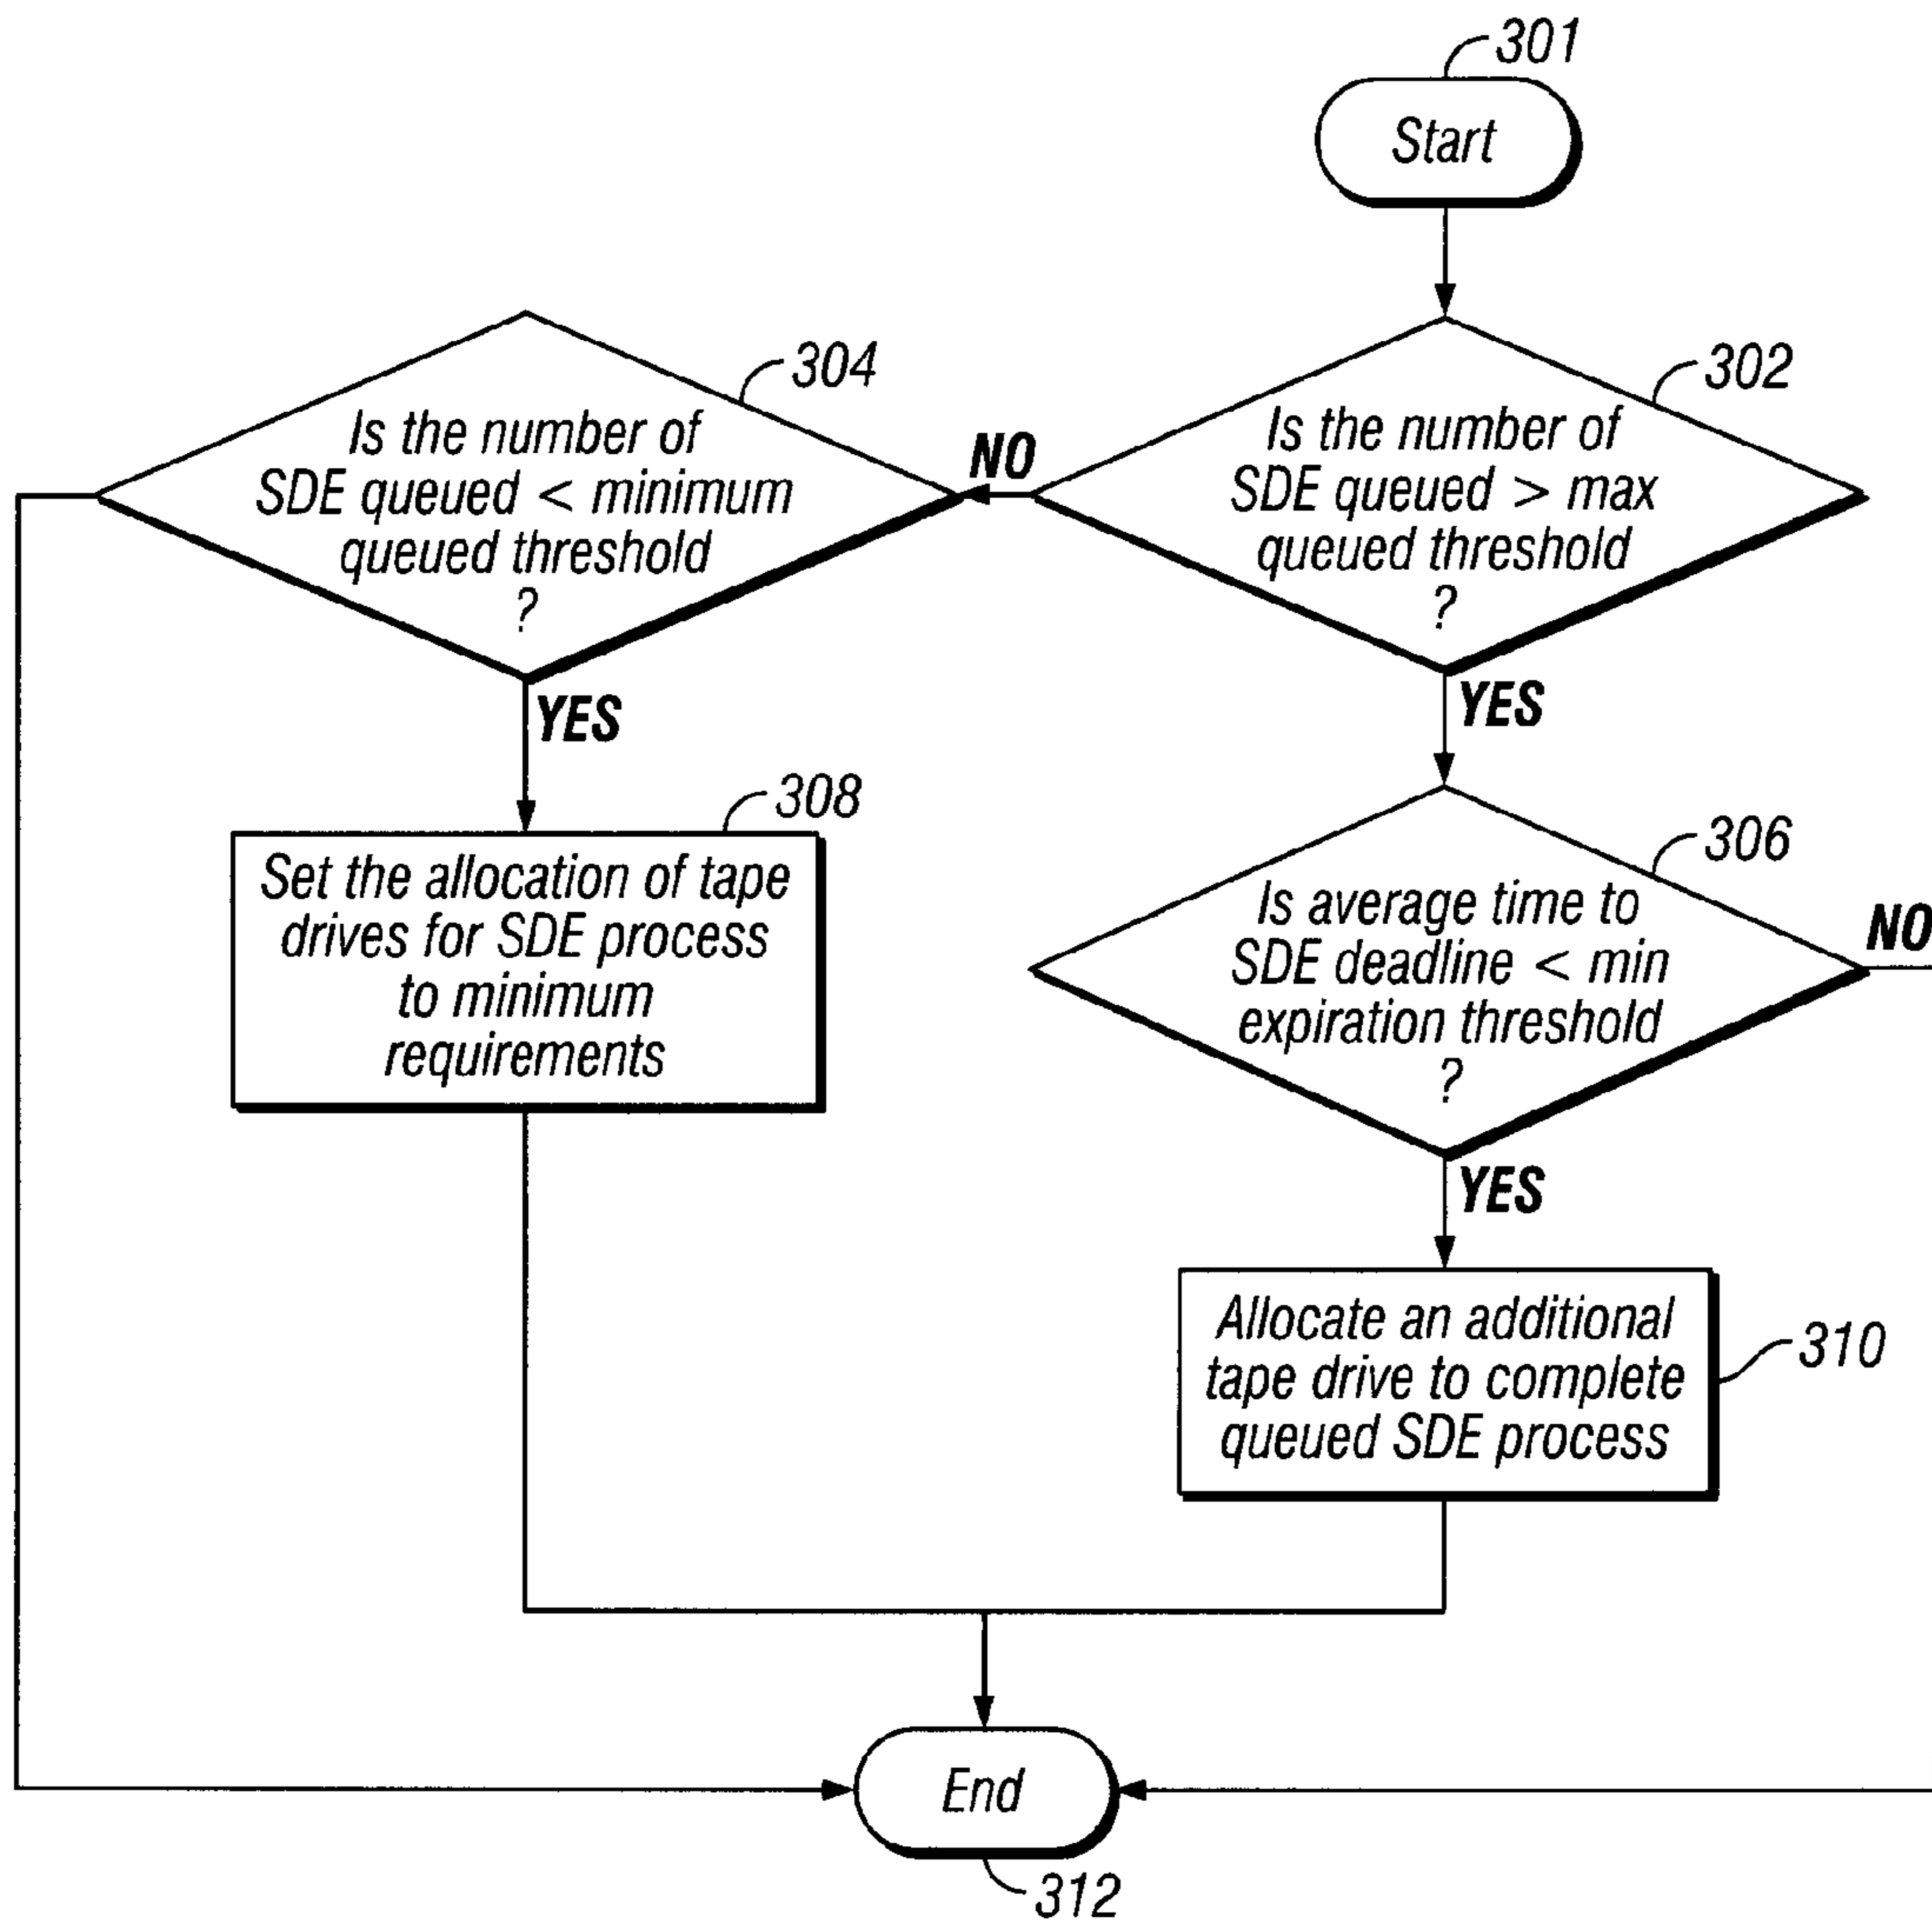 301
Start
304
Is the number of
SDE queued < minimum
queued threshold
?
NO
302
Is the number of
SDE queued > max
queued threshold
?
YES
YES
308
Set the allocation of tape
drives for SDE process
to minimum
requirements
306
Is average time to
SDE deadline < min
expiration threshold
?
NO
YES
Allocate an additional
tape drive to complete
queued SDE process
310
End
312